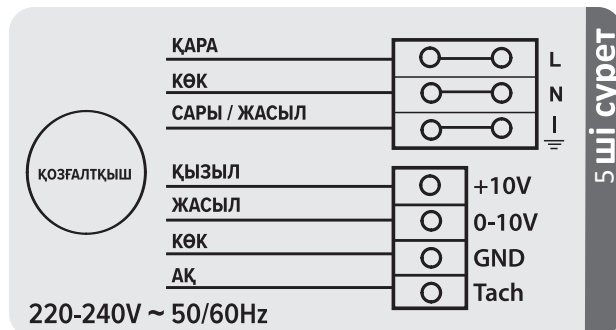 ҚАРА
КӨК
САРЫ / ЖАСЫЛ
L
N
ҚОЗҒАЛТҚЫШ
ҚЫЗЫЛ
ЖАСЫЛ
КӨК
АҚ
+10V
0-10V
GND
Tach
220-240V ~ 50/60Hz
5 ші сурет